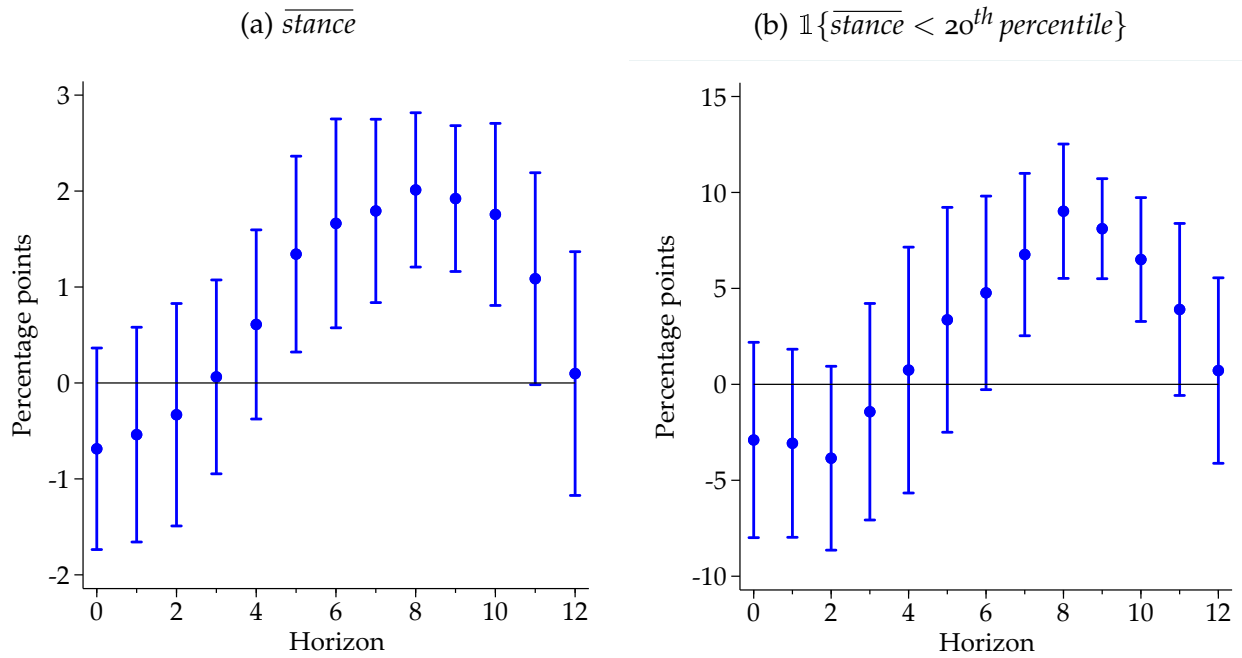 (a) stance
3
2
1
0
-1
-2
Percentage points
0 2 4 6 8 10 12
Horizon
(b) 𝟙{stance < 20th percentile}
15
10
5
0
-5
-10
Percentage points
0 2 4 6 8 10 12
Horizon